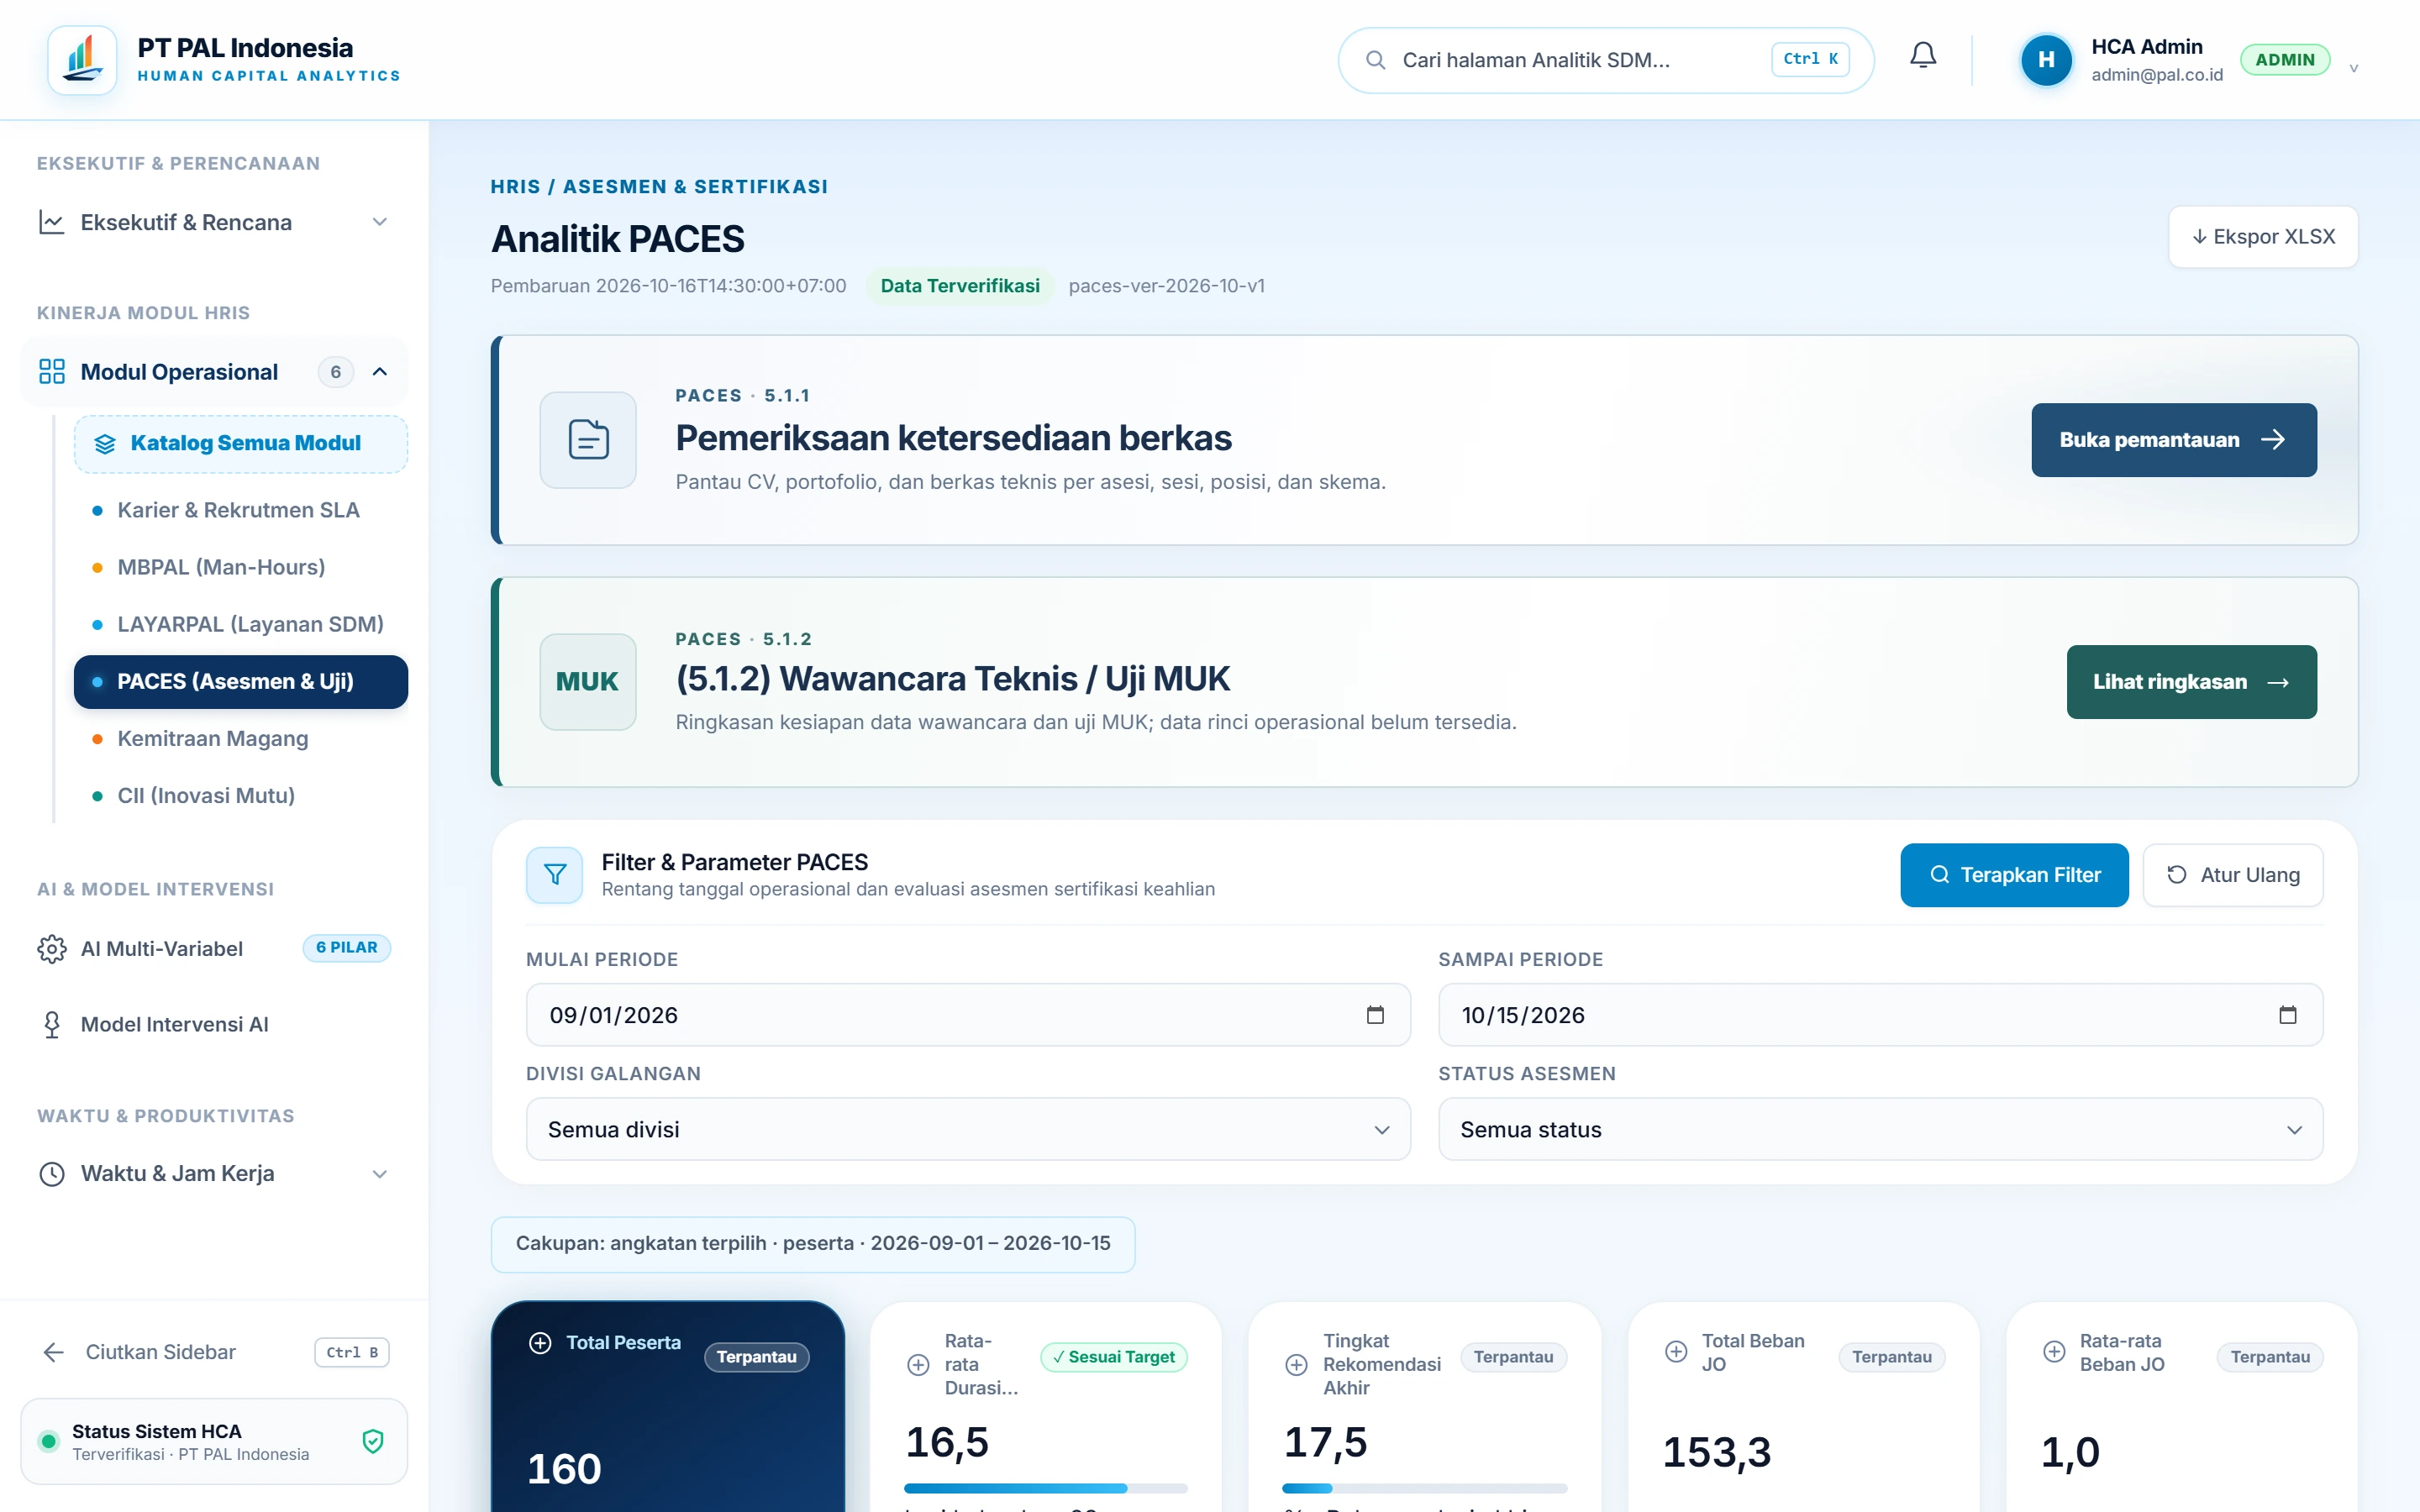 PT PAL Indonesia
HUMAN CAPITAL ANALYTICS
Cari halaman Analitik SDM...
Ctrl K
H
HCA Admin
admin@pal.co.id
ADMIN
EKSEKUTIF & PERENCANAAN
Eksekutif & Rencana
KINERJA MODUL HRIS
Modul Operasional
6
Katalog Semua Modul
Karier & Rekrutmen SLA
MBPAL (Man-Hours)
LAYARPAL (Layanan SDM)
PACES (Asesmen & Uji)
Kemitraan Magang
CII (Inovasi Mutu)
AI & MODEL INTERVENSI
AI Multi-Variabel
6 PILAR
Model Intervensi AI
WAKTU & PRODUKTIVITAS
Waktu & Jam Kerja
Ciutkan Sidebar
Ctrl B
Status Sistem HCA
Terverifikasi · PT PAL Indonesia
HRIS / ASESMEN & SERTIFIKASI
Analitik PACES
Pembaruan 2026-10-16T14:30:00+07:00
Data Terverifikasi
paces-ver-2026-10-v1
↓ Ekspor XLSX
PACES · 5.1.1
Pemeriksaan ketersediaan berkas
Pantau CV, portofolio, dan berkas teknis per asesi, sesi, posisi, dan skema.
Buka pemantauan →
MUK
PACES · 5.1.2
(5.1.2) Wawancara Teknis / Uji MUK
Ringkasan kesiapan data wawancara dan uji MUK; data rinci operasional belum tersedia.
Lihat ringkasan →
Filter & Parameter PACES
Rentang tanggal operasional dan evaluasi asesmen sertifikasi keahlian
Terapkan Filter
Atur Ulang
MULAI PERIODE
09/01/2026
SAMPAI PERIODE
10/15/2026
DIVISI GALANGAN
Semua divisi
STATUS ASESMEN
Semua status
Cakupan: angkatan terpilih · peserta · 2026-09-01 – 2026-10-15
Total Peserta
Terpantau
160
Rata-
rata
Durasi...
✓ Sesuai Target
16,5
Tingkat
Rekomendasi
Akhir
Terpantau
17,5
Total Beban
JO
Terpantau
153,3
Rata-rata
Beban JO
Terpantau
1,0